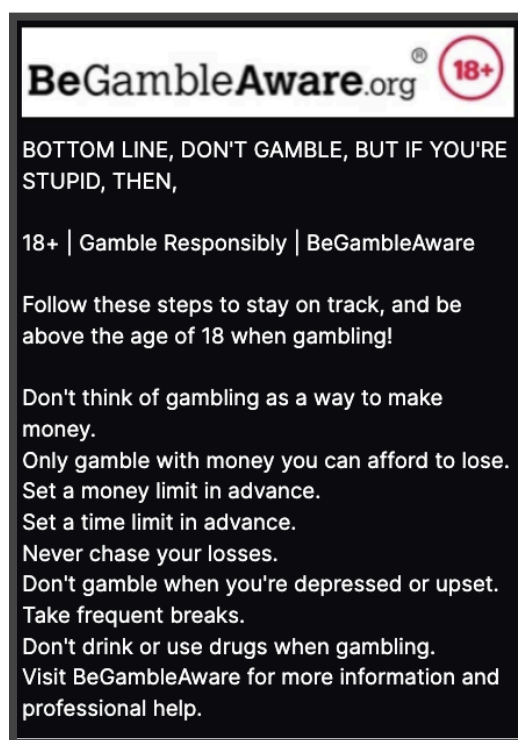 BeGambleAware.org® 18+
BOTTOM LINE, DON'T GAMBLE, BUT IF YOU'RE
STUPID, THEN,
18+ | Gamble Responsibly | BeGambleAware
Follow these steps to stay on track, and be
above the age of 18 when gambling!
Don't think of gambling as a way to make
money.
Only gamble with money you can afford to lose.
Set a money limit in advance.
Set a time limit in advance.
Never chase your losses.
Don't gamble when you're depressed or upset.
Take frequent breaks.
Don't drink or use drugs when gambling.
Visit BeGambleAware for more information and
professional help.